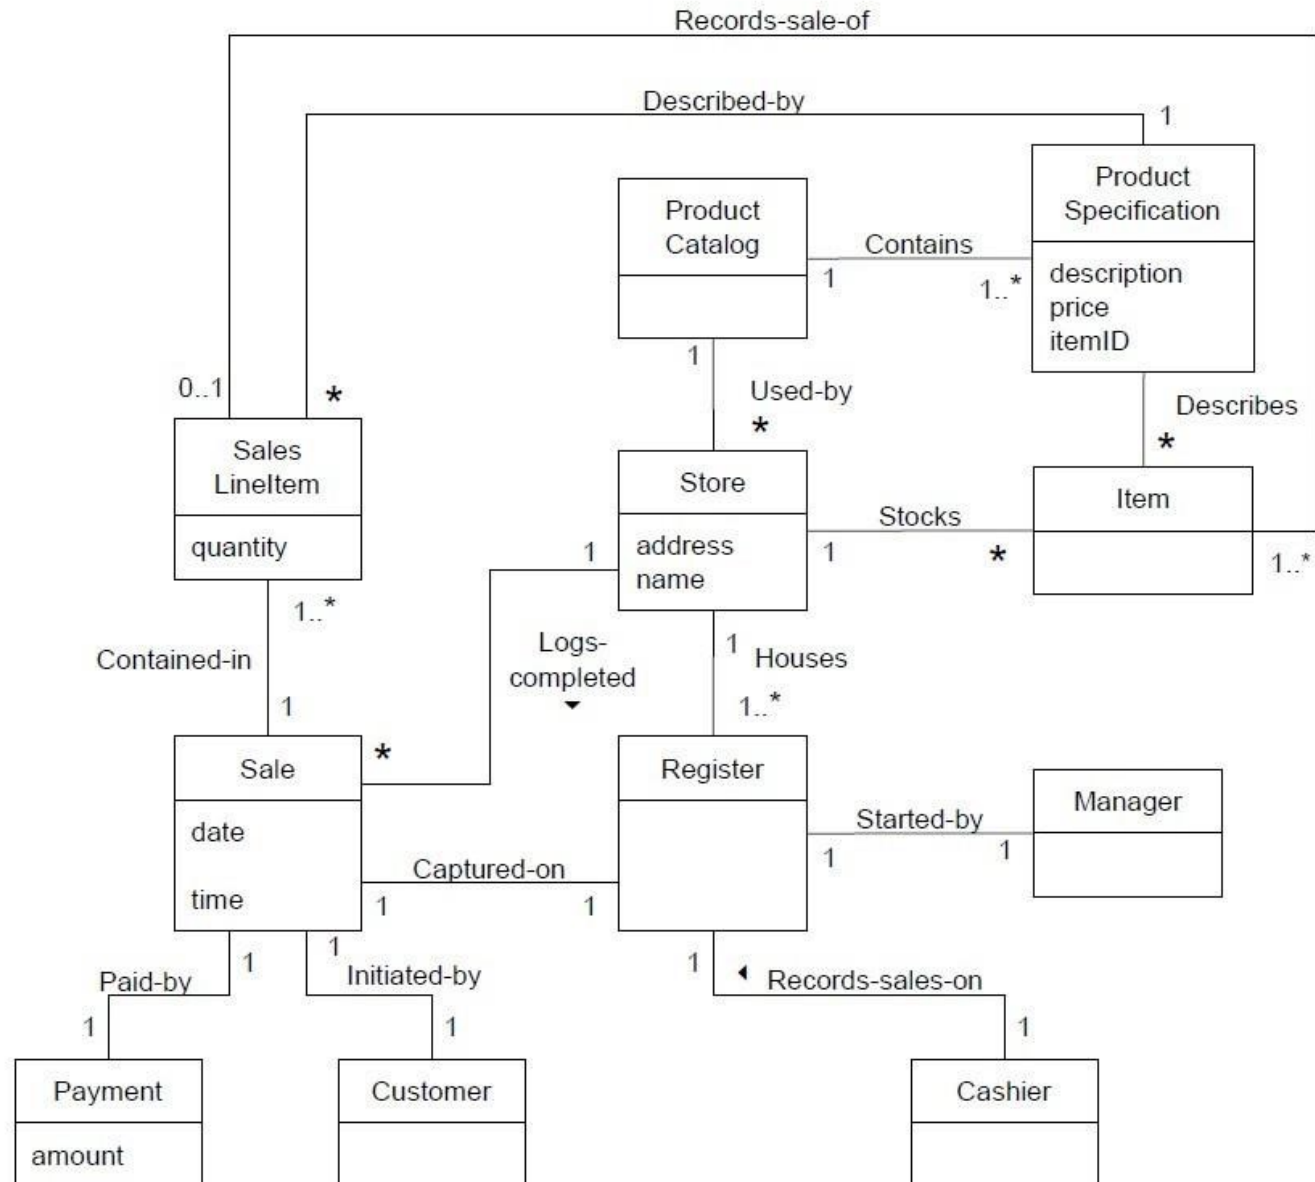 Records-sale-of
Described-by
1
Product
Specification
description
price
itemID
Product
Catalog
Contains
1
1..*
1
Used-by
*
Describes
*
0..1
*
Sales
LineItem
quantity
Store
address
name
Stocks
1
*
Item
1..*
1
1..*
Contained-in
1
Logs-
completed
1
Houses
1..*
Sale
date
time
*
Register
Started-by
1
1
Manager
Captured-on
1
1
1
Paid-by
1
1
Initiated-by
1
1
Records-sales-on
1
Payment
amount
Customer
Cashier